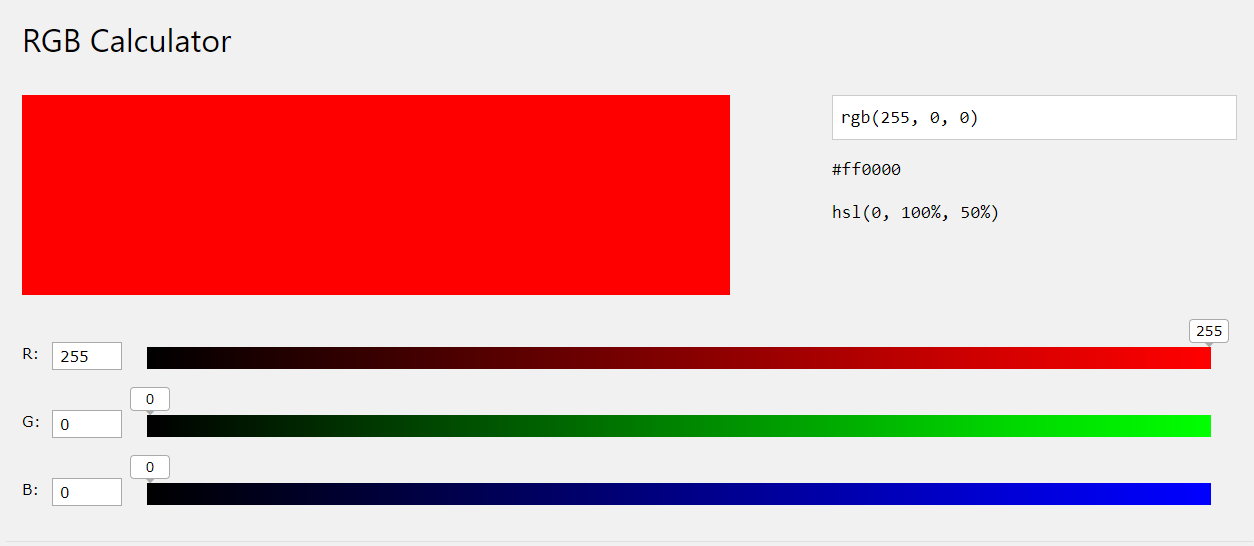 RGB Calculator
rgb(255, 0, 0)
#ff0000
hsl(0, 100%, 50%)
255
R: 255
0
G: 0
0
B: 0